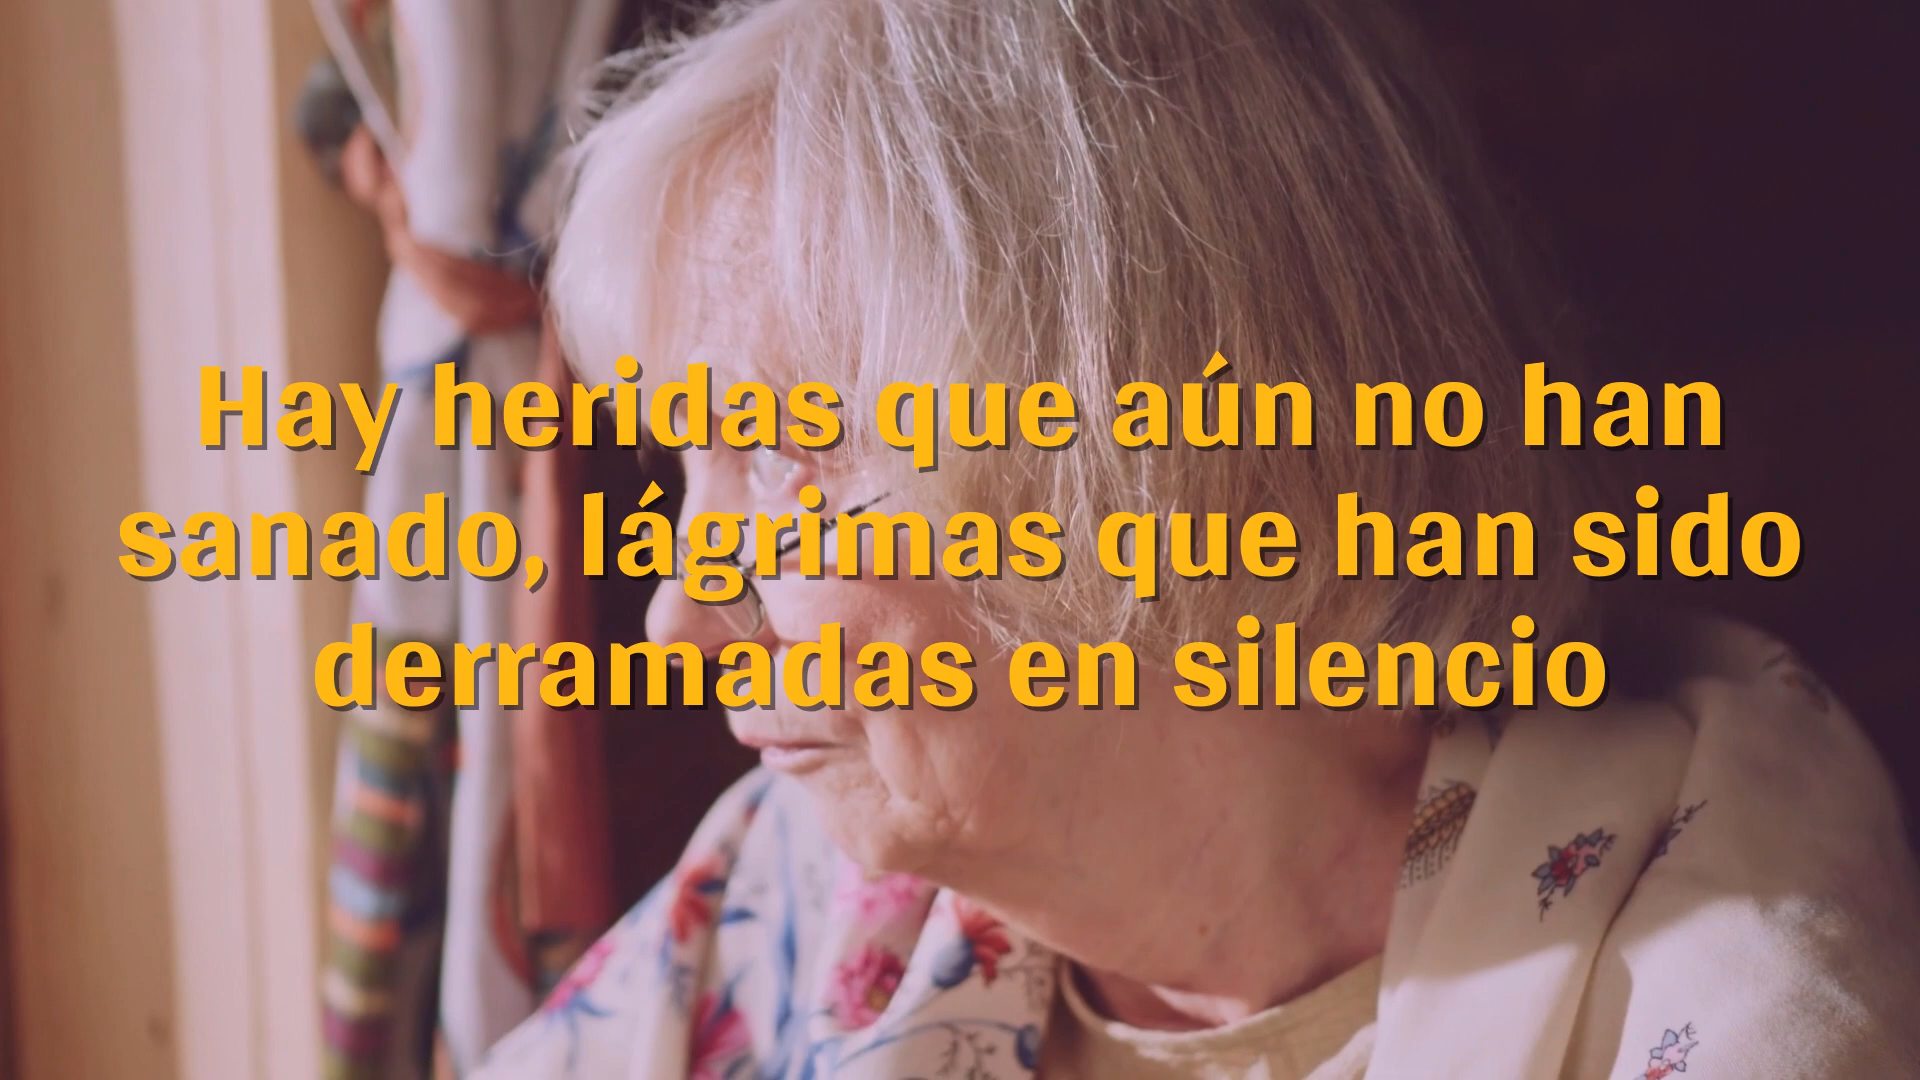 Hay heridas que aún no han
sanado, lágrimas que han sido
derramadas en silencio